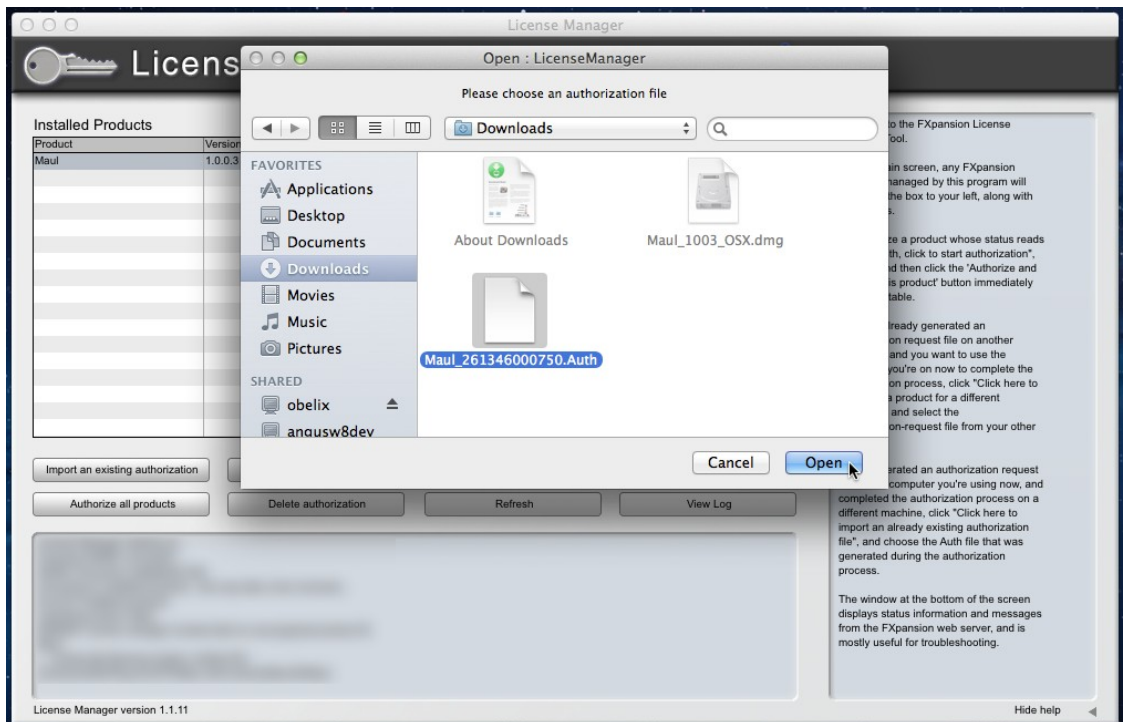 License Manager
Licens
Open : LicenseManager
Please choose an authorization file
Downloads
Installed Products
Product
Version
Maul
1.0.0.3
FAVORITES
Applications
Desktop
Documents
Downloads
Movies
Music
Pictures
SHARED
obelix
angusw8dev
About Downloads
Maul_1003_OSX.dmg
Maul_261346000750.Auth
Cancel
Open
Import an existing authorization
Authorize all products
Delete authorization
Refresh
View Log
to the FXpansion License
Tool.
ain screen, any FXpansion
managed by this program will
the box to your left, along with
s.
ze a product whose status reads
th, click to start authorization",
nd then click the 'Authorize and
is product' button immediately
table.
lready generated an
on request file on another
and you want to use the
you're on now to complete the
on process, click "Click here to
a product for a different
and select the
on-request file from your other
erated an authorization request
computer you're using now, and
completed the authorization process on a
different machine, click "Click here to
import an already existing authorization
file", and choose the Auth file that was
generated during the authorization
process.
The window at the bottom of the screen
displays status information and messages
from the FXpansion web server, and is
mostly useful for troubleshooting.
License Manager version 1.1.11
Hide help